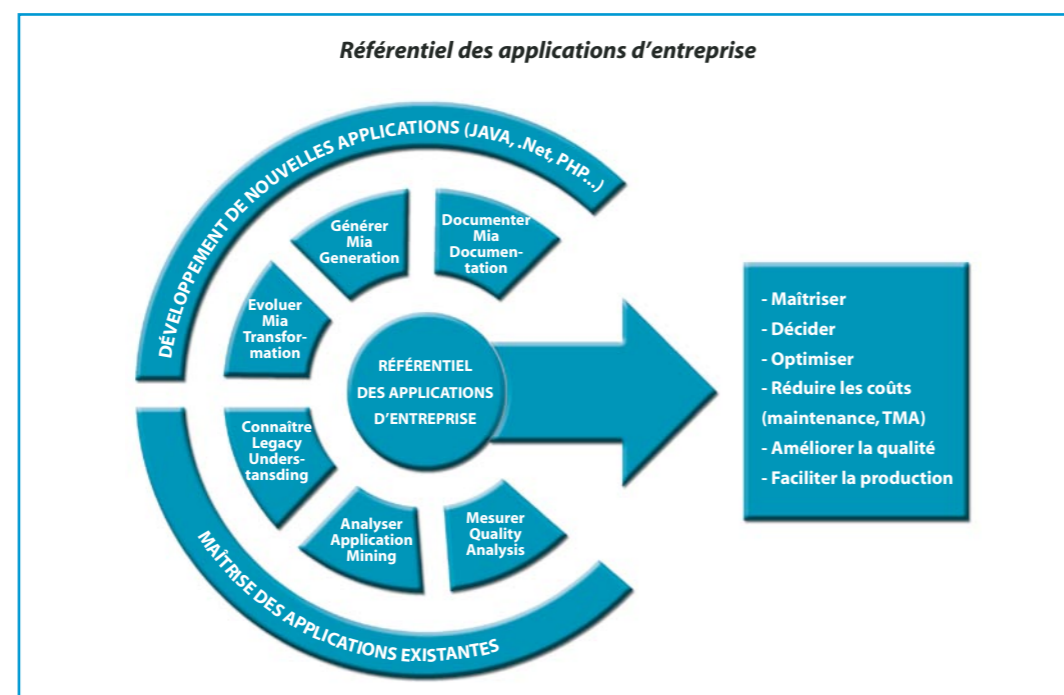 Référentiel des applications d’entreprise
DÉVELOPPEMENT DE NOUVELLES APPLICATIONS (JAVA, .Net, PHP...)
Générer
Mia
Generation
Documenter
Mia
Documen-
tation
Evoluer
Mia
Transfor-
mation
RÉFÉRENTIEL
DES APPLICATIONS
D’ENTREPRISE
Connaître
Legacy
Unders-
tansding
Analyser
Application
Mining
Mesurer
Quality
Analysis
MAÎTRISE DES APPLICATIONS EXISTANTES
- Maîtriser
- Décider
- Optimiser
- Réduire les coûts
(maintenance, TMA)
- Améliorer la qualité
- Faciliter la production